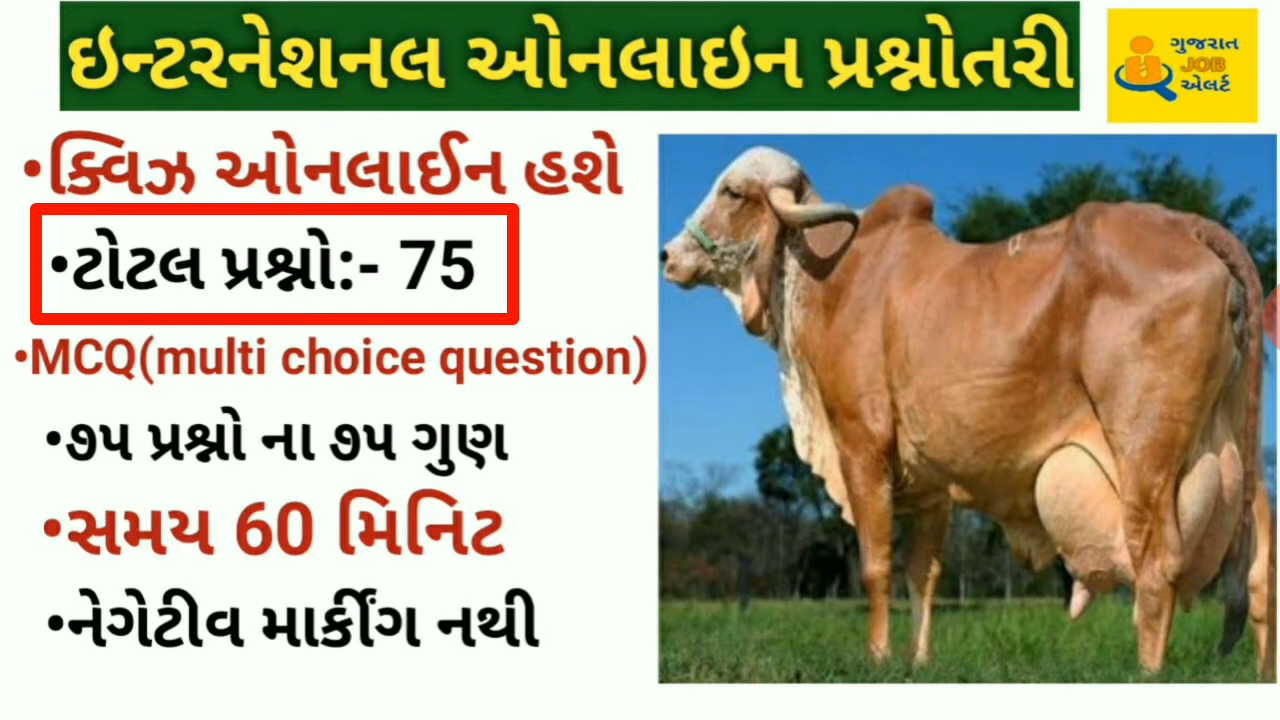 ઇન્ટરનેશનલ ઓનલાઇન પ્રશ્નોતરી
ગુજરાત
JOB
એલર્ટ
•ક્વિઝ ઓનલાઈન હશે
•ટોટલ પ્રશ્નો:- 75
•MCQ(multi choice question)
•૭૫ પ્રશ્નો ના ૭૫ ગુણ
•સમય 60 મિનિટ
•નેગેટીવ માર્કીંગ નથી